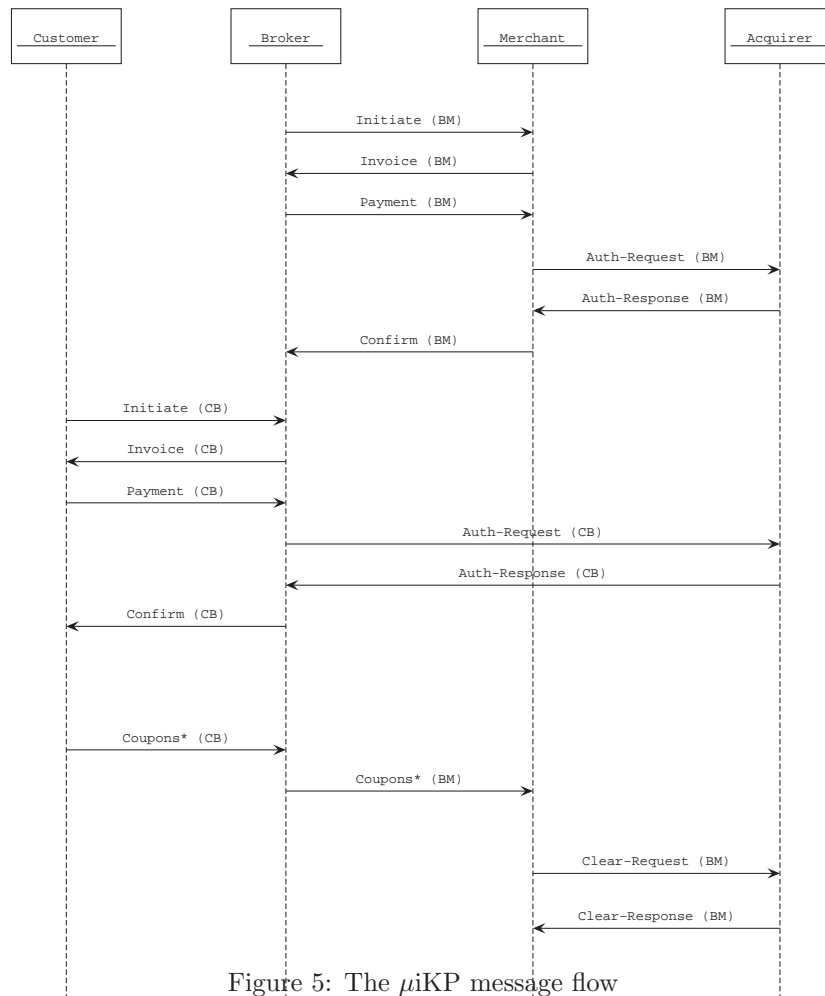 Customer Broker Merchant Acquirer
Initiate (BM)
Invoice (BM)
Payment (BM)
Auth-Request (BM)
Auth-Response (BM)
Confirm (BM)
Initiate (CB)
Invoice (CB)
Payment (CB)
Auth-Request (CB)
Auth-Response (CB)
Confirm (CB)
Coupons* (CB)
Coupons* (BM)
Clear-Request (BM)
Clear-Response (BM)
Figure 5: The μiKP message flow